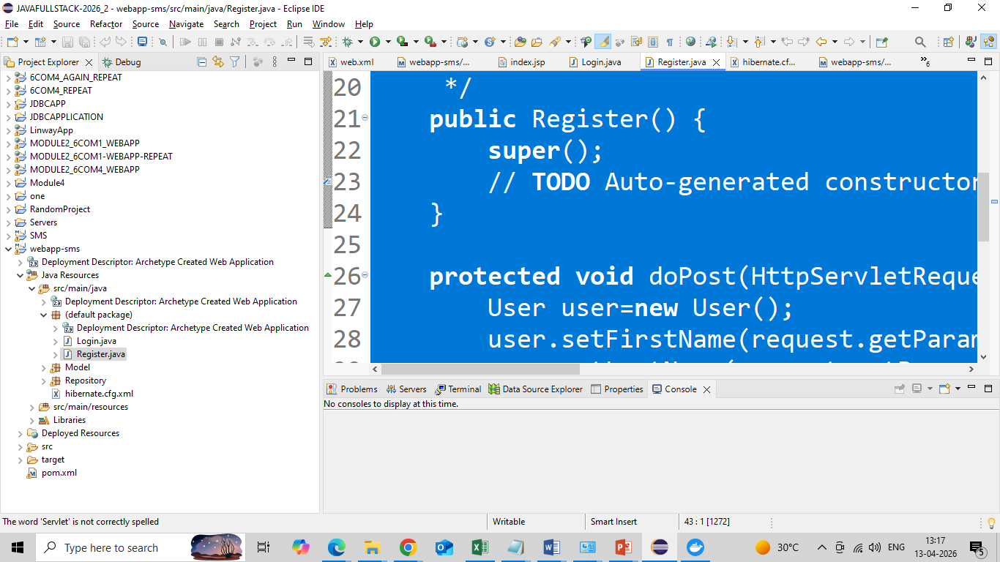 JAVAFULLSTACK-2026_2 - webapp-sms/src/main/java/Register.java - Eclipse IDE
File Edit Source Refactor Source Navigate Search Project Run Window Help
Project Explorer Debug
6COM4_AGAIN_REPEAT
6COM4_REPEAT
JDBCAPP
JDBCAPPLICATION
LinwayApp
MODULE2_6COM1_WEBAPP
MODULE2_6COM1-WEBAPP-REPEAT
MODULE2_6COM4_WEBAPP
Module4
one
RandomProject
Servers
SMS
webapp-sms
Deployment Descriptor: Archetype Created Web Application
Java Resources
src/main/java
Deployment Descriptor: Archetype Created Web Application
(default package)
Deployment Descriptor: Archetype Created Web Application
Login.java
Register.java
Model
Repository
hibernate.cfg.xml
src/main/resources
Libraries
Deployed Resources
src
target
pom.xml
web.xml webapp-sms/... index.jsp Login.java Register.java hibernate.cf... webapp-sms/... »6
20 */
21 public Register() {
22 super();
23 // TODO Auto-generated constructor
24 }
25
26 protected void doPost(HttpServletReque
27 User user=new User();
28 user.setFirstName(request.getParam
Problems Servers Terminal Data Source Explorer Properties Console
No consoles to display at this time.
The word 'Servlet' is not correctly spelled Writable Smart Insert 43 : 1 [1272]
Type here to search 30°C ENG 13:17
13-04-2026 5